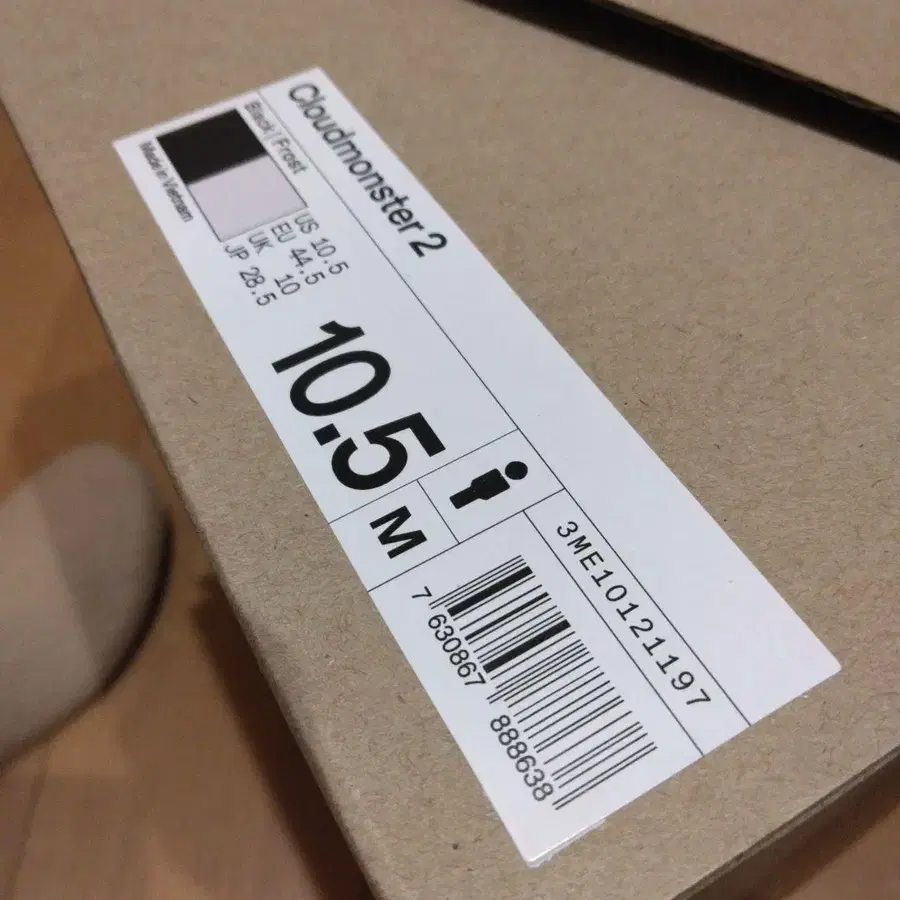 Cloudmonster 2
Black | Frost
Made in Vietnam
US 10.5
EU 44.5
UK 10
JP 28.5
10.5
M
3ME10121197
7 630867 888638